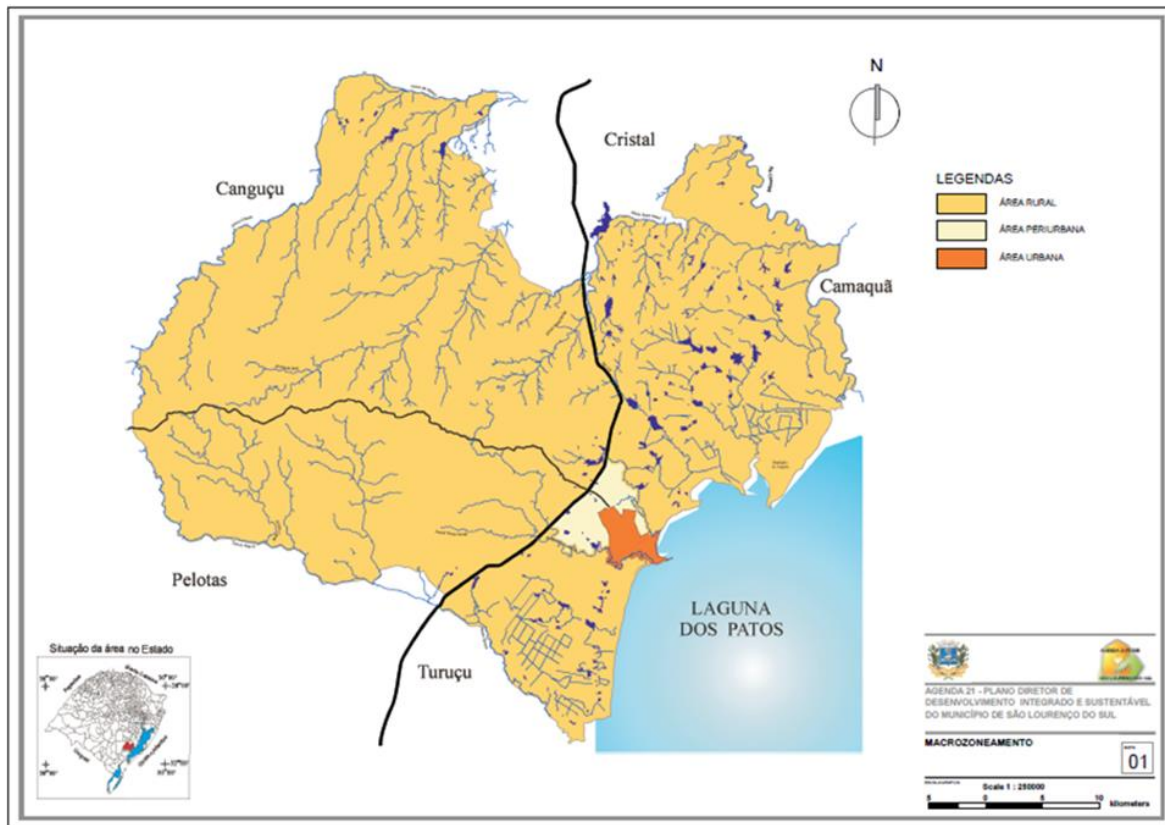 N
Cristal
Canguçu
Camaquã
Pelotas
Turuçu
LAGUNA
DOS PATOS
LEGENDAS
ÁREA RURAL
ÁREA PERIURBANA
ÁREA URBANA
Situação da área no Estado
AGENDA 21 - PLANO DIRETOR DE
DESENVOLVIMENTO INTEGRADO E SUSTENTÁVEL
DO MUNICÍPIO DE SÃO LOURENÇO DO SUL
MACROZONEAMENTO
01
Scale 1 : 250000
5 0 5 10
kilometers